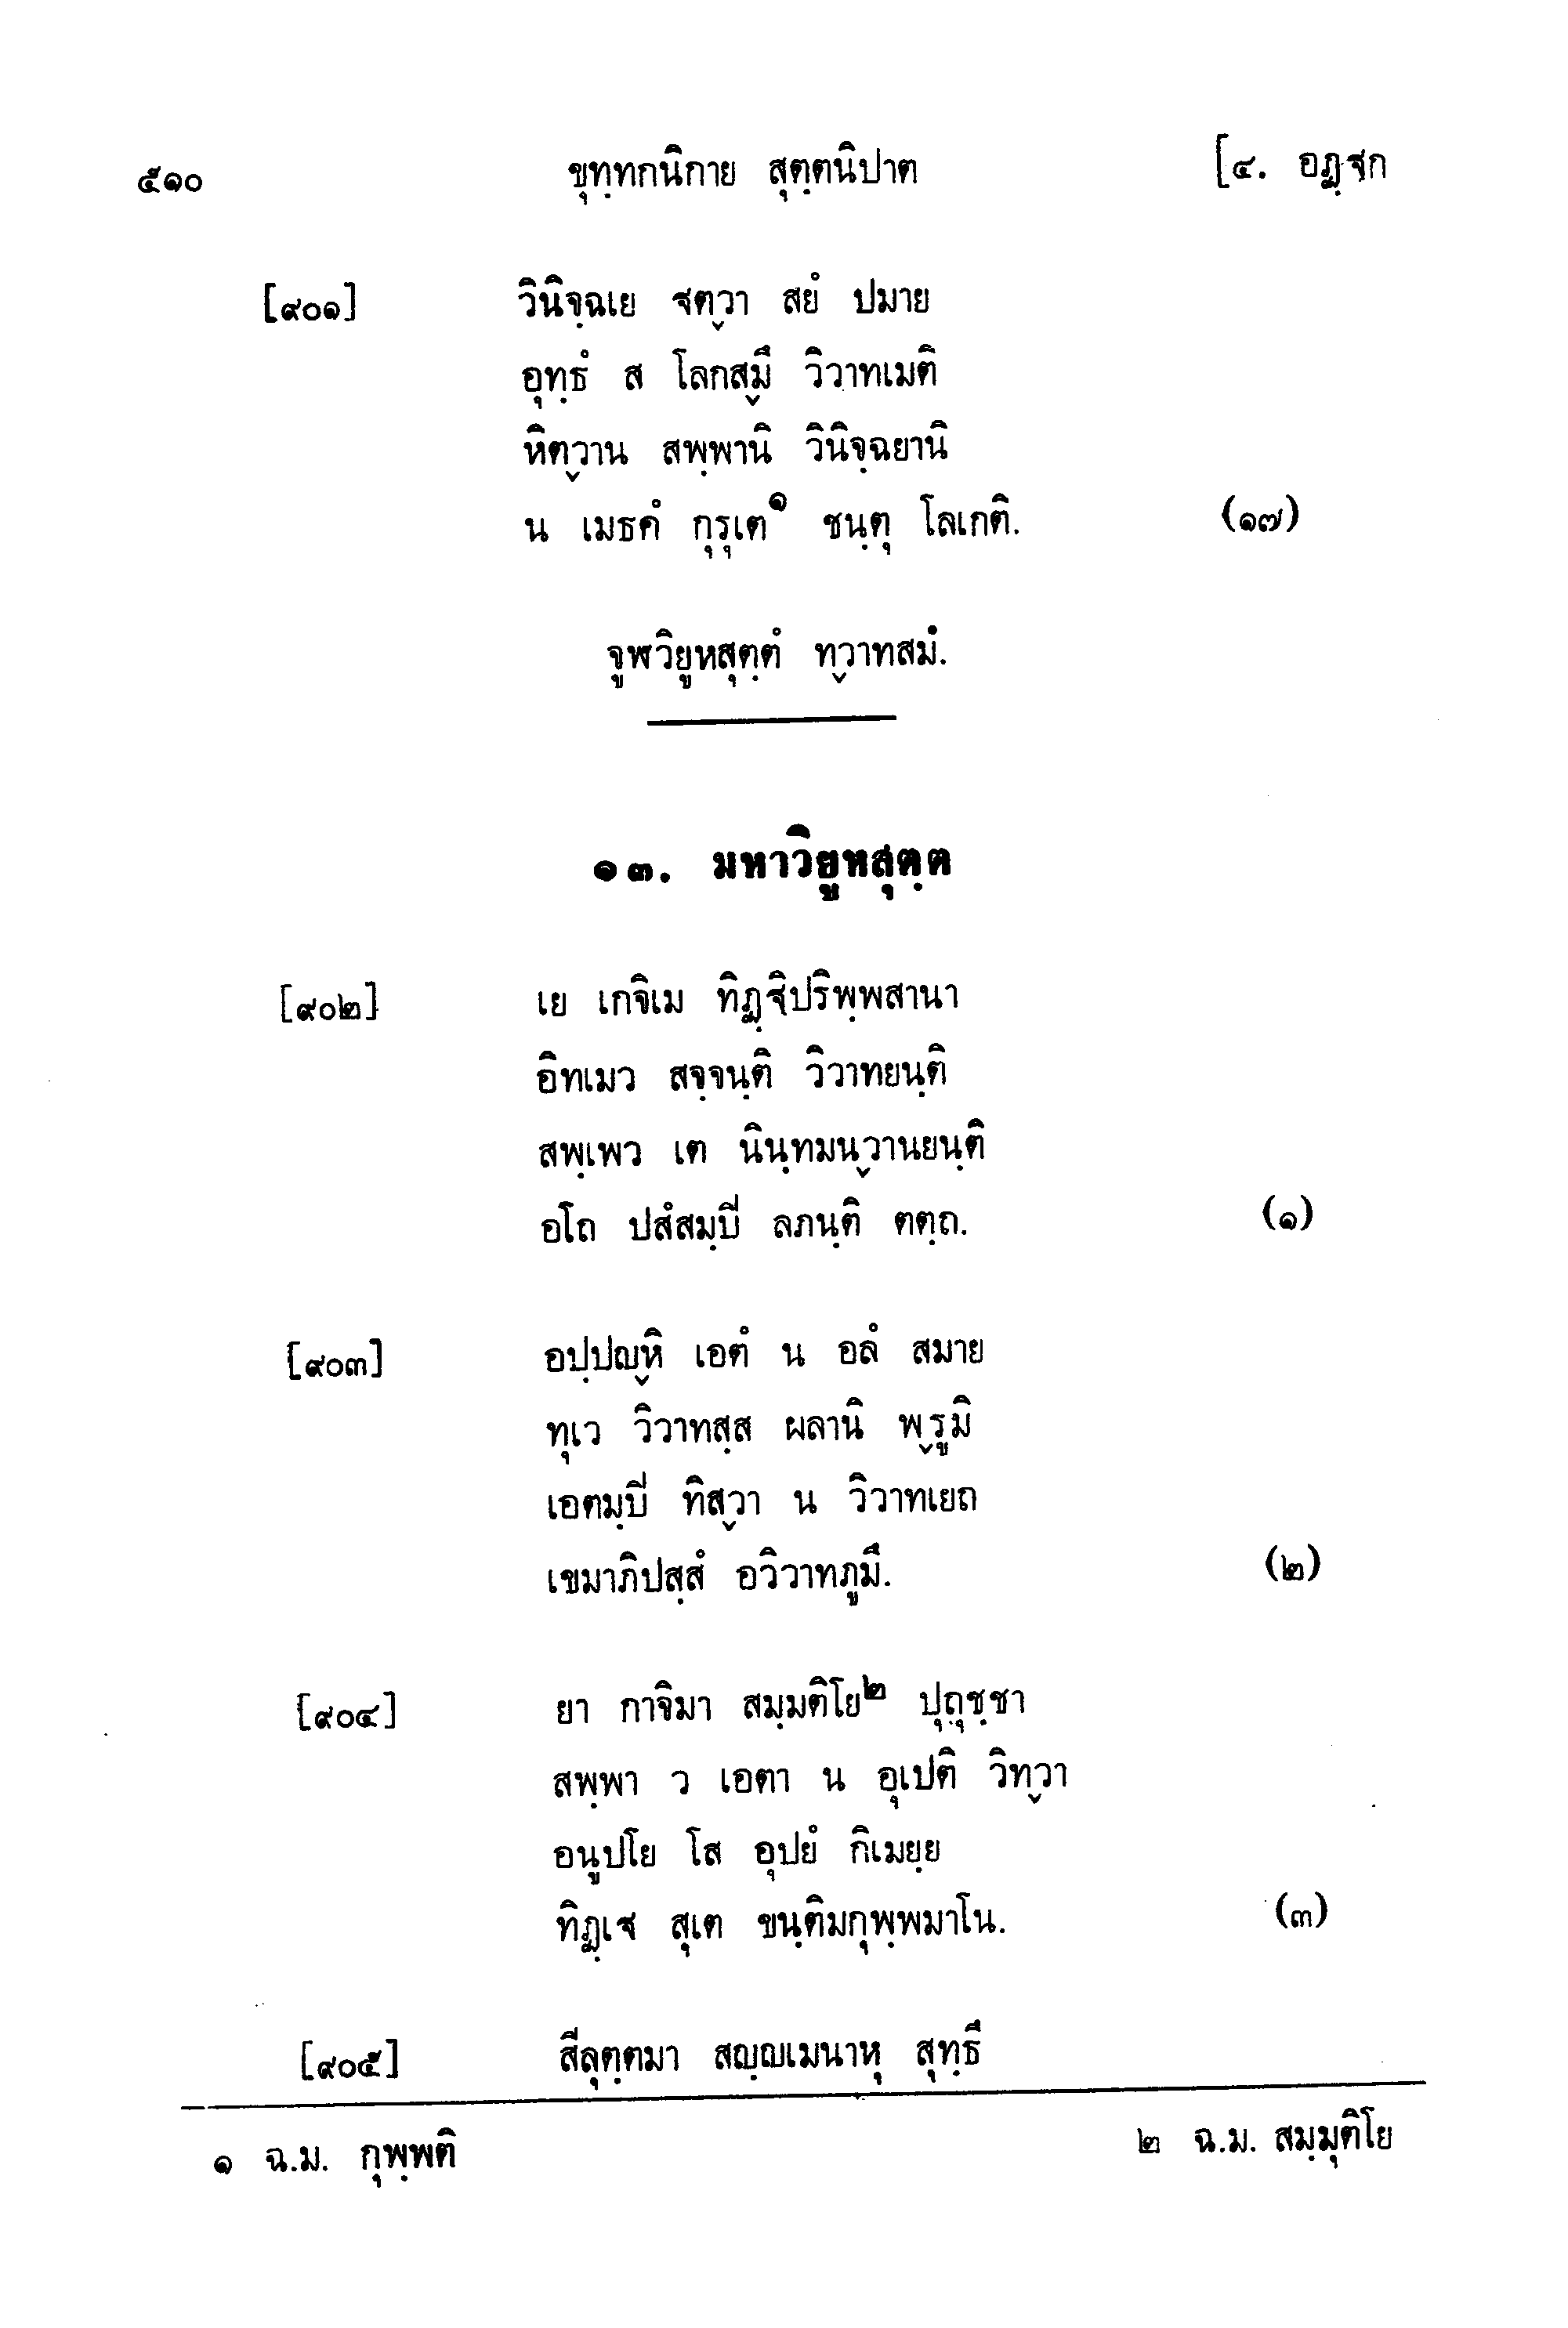 ๕๑๐ ขุทฺทกนิกาย สุตฺตนิปาต [๔. อฏฺฐก
[๙๐๑] วินิจฺฉเย ฐตฺวา สยํ ปมาย
อุทฺธํ ส โลกสฺมึ วิวาทเมติ
หิตฺวาน สพฺพานิ วินิจฺฉยานิ
น เมธคํ กุรุเต๑ ชนฺตุ โลเกติ. (๑๗)
จูฬวิยูหสุตฺตํ ทฺวาทสมํ.
๑๓. มหาวิยูหสุตฺต
[๙๐๒] เย เกจิเม ทิฏฺฐิปริพฺพสานา
อิทเมว สจฺจนฺติ วิวาทยนฺติ
สพฺเพว เต นินฺทมนฺวานยนฺติ
อโถ ปสํสมฺปิ ลภนฺติ ตตฺถ. (๑)
[๙๐๓] อปฺปญฺหิ เอตํ น อลํ สมาย
ทุเว วิวาทสฺส ผลานิ พฺรูมิ
เอตมฺปิ ทิสฺวา น วิวาทเยถ
เขมาภิปสฺสํ อวิวาทภูมึ. (๒)
[๙๐๔] ยา กาจิมา สมฺมติโย๒ ปุถุชฺชา
สพฺพา ว เอตา น อุเปติ วิทฺวา
อนูปโย โส อุปยํ กิเมยฺย
ทิฏฺเฐ สุเต ขนฺติมกุพฺพมาโน. (๓)
[๙๐๕] สีลุตฺตมา สญฺญเมนาหุ สุทฺธึ
๑ ฉ.ม. กุพฺพติ ๒ ฉ.ม. สมฺมุติโย